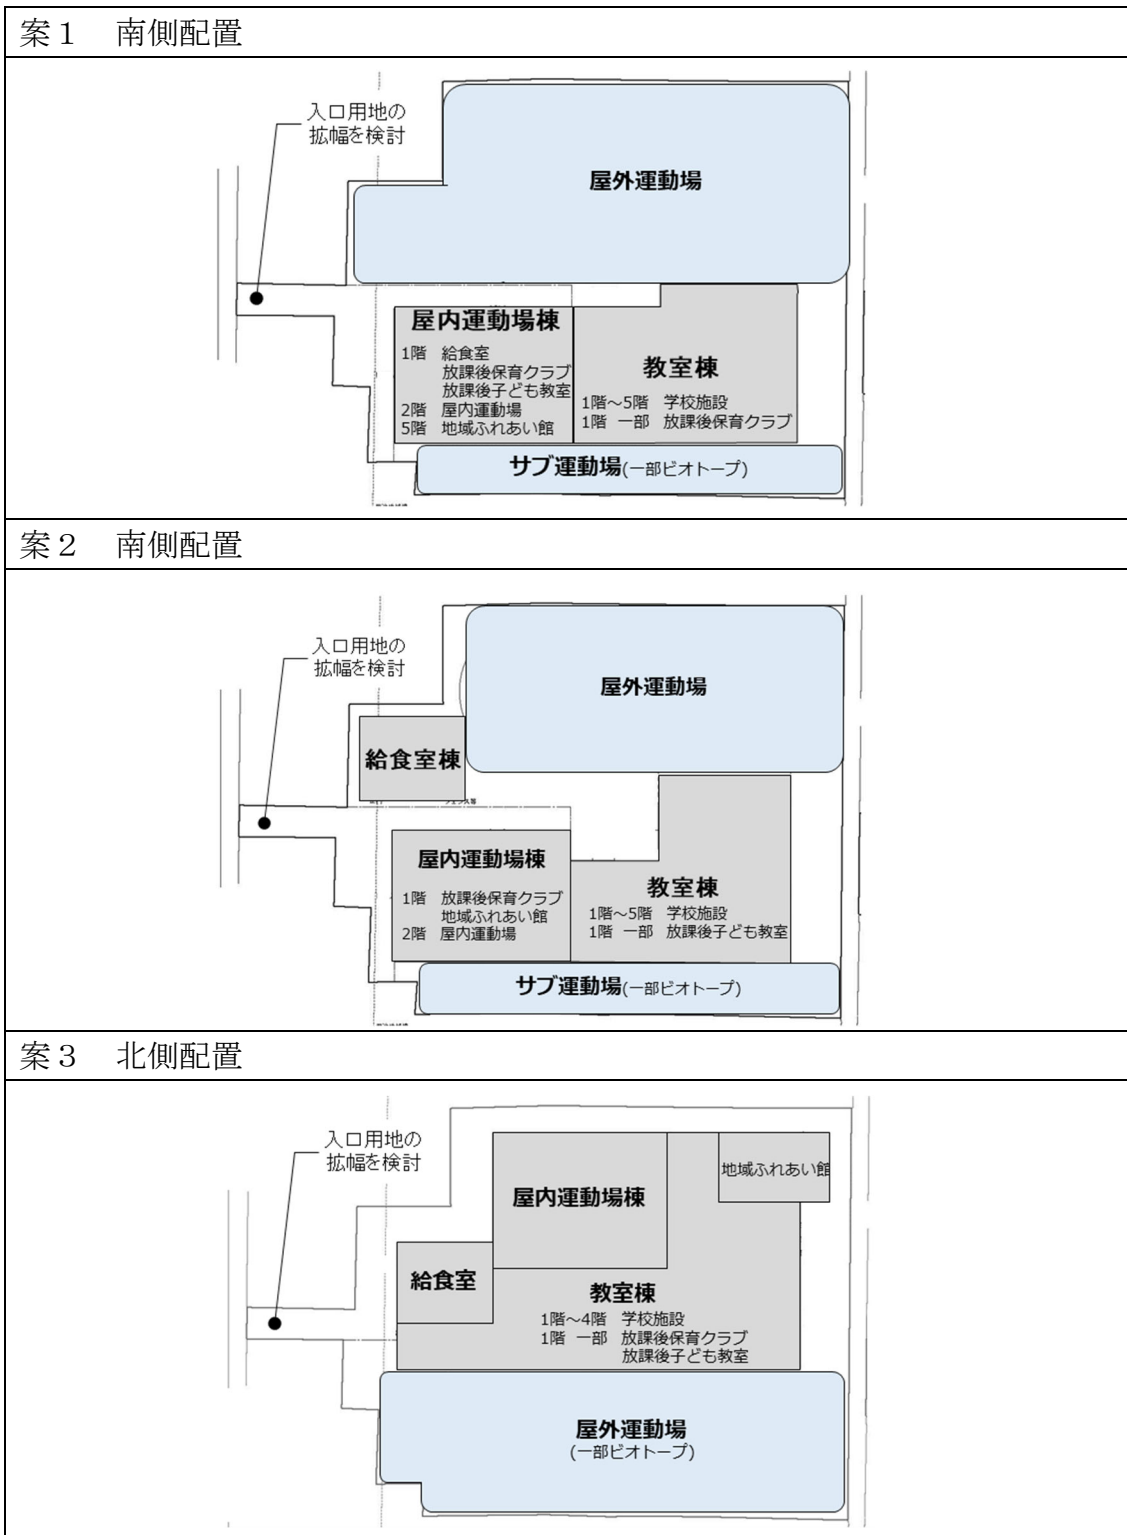 案１　南側配置
入口用地の
拡幅を検討
屋外運動場
屋内運動場棟
1階　給食室
放課後保育クラブ
放課後子ども教室
2階　屋内運動場
5階　地域ふれあい館
教室棟
1階～5階　学校施設
1階 一部　放課後保育クラブ
サブ運動場(一部ビオトープ)
案２　南側配置
入口用地の
拡幅を検討
屋外運動場
給食室棟
屋内運動場棟
1階　放課後保育クラブ
地域ふれあい館
2階　屋内運動場
教室棟
1階～5階　学校施設
1階 一部　放課後子ども教室
サブ運動場(一部ビオトープ)
案３　北側配置
入口用地の
拡幅を検討
地域ふれあい館
屋内運動場棟
給食室
教室棟
1階～4階　学校施設
1階 一部　放課後保育クラブ
放課後子ども教室
屋外運動場
(一部ビオトープ)